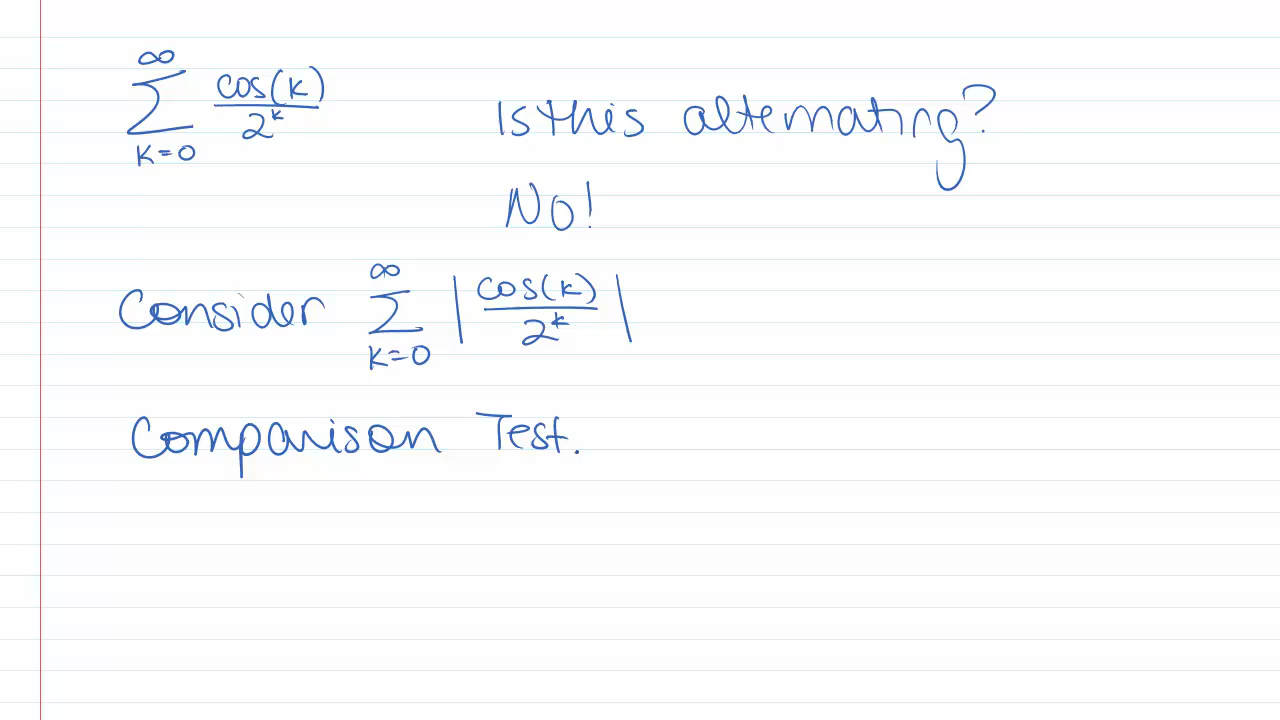 ∞∑k=0 cos(k)/2^k Is this alternating?
No!
Consider ∞∑k=0 |cos(k)/2^k|
Comparison Test.